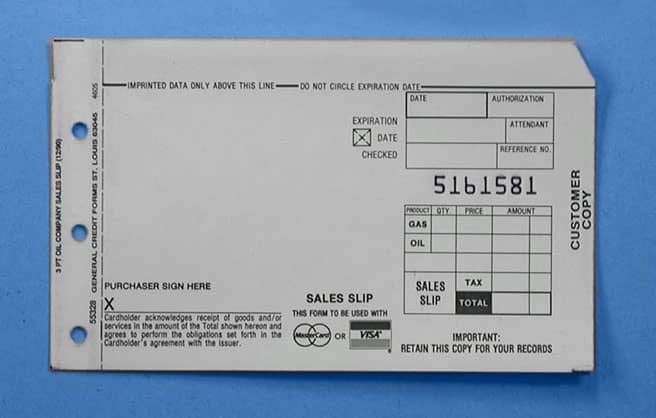 IMPRINTED DATA ONLY ABOVE THIS LINE DO NOT CIRCLE EXPIRATION DATE
DATE AUTHORIZATION
EXPIRATION
DATE
CHECKED
ATTENDANT
REFERENCE NO.
5161581
PRODUCT QTY. PRICE AMOUNT
GAS
OIL
SALES
SLIP
TAX
TOTAL
CUSTOMER
COPY
PURCHASER SIGN HERE
X
Cardholder acknowledges receipt of goods and/or
services in the amount of the Total shown hereon and
agrees to perform the obligations set forth in the
Cardholder's agreement with the issuer.
SALES SLIP
THIS FORM TO BE USED WITH
MasterCard OR VISA
IMPORTANT:
RETAIN THIS COPY FOR YOUR RECORDS
3 PT OIL COMPANY SALES SLIP (12/90)
55328 GENERAL CREDIT FORMS ST. LOUIS 63045 4605